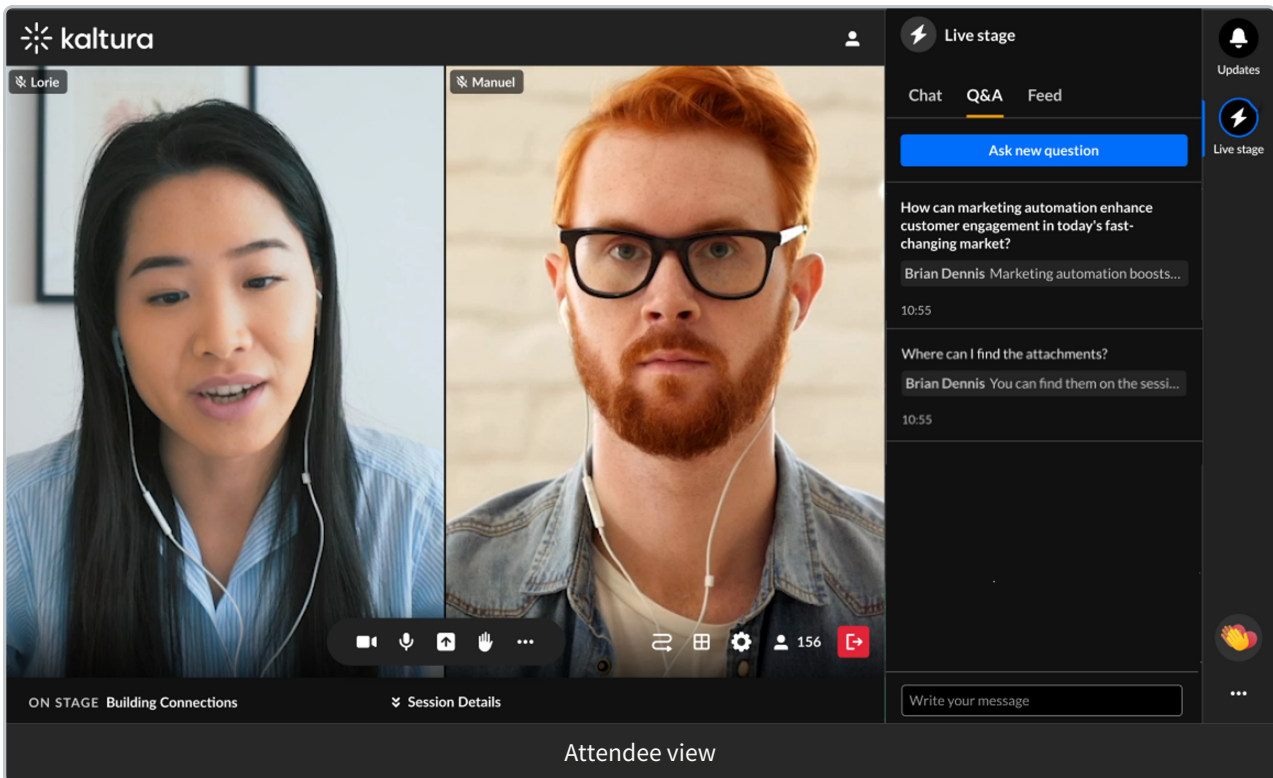 kaltura
Lorie
Manuel
156
ON STAGE Building Connections
Session Details
Live stage
Chat Q&A Feed
Ask new question
How can marketing automation enhance
customer engagement in today's fast-
changing market?
Brian Dennis Marketing automation boosts...
10:55
Where can I find the attachments?
Brian Dennis You can find them on the sessi...
10:55
Write your message
Updates
Live stage
Attendee view